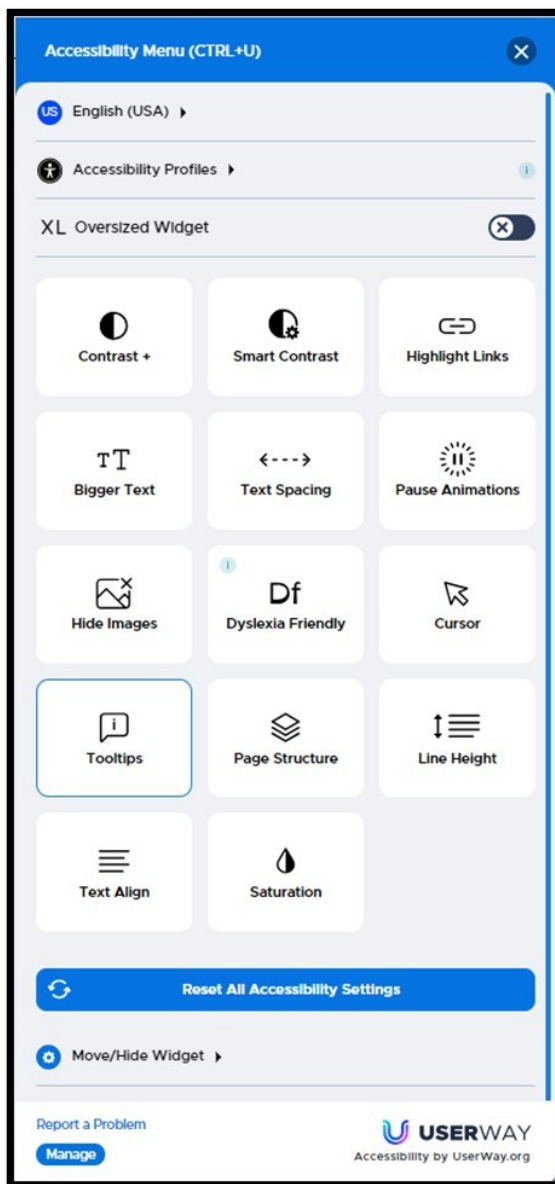 Accessibility Menu (CTRL+U)
US English (USA)
Accessibility Profiles
i
XL Oversized Widget
Contrast +
Smart Contrast
Highlight Links
TT
Bigger Text
Text Spacing
Pause Animations
Hide Images
i
Df
Dyslexia Friendly
Cursor
i
Tooltips
Page Structure
Line Height
Text Align
Saturation
Reset All Accessibility Settings
Move/Hide Widget
Report a Problem
Manage
USERWAY
Accessibility by UserWay.org